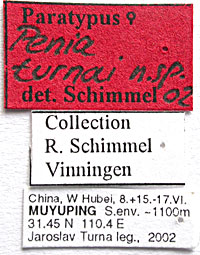 Paratypus ♀
Penia
turnai n.sp.
det. Schimmel 02
Collection
R. Schimmel
Vinningen
China, W Hubei, 8.+15.-17.VI.
MUYUPING S.env. ~1100m
31.45 N 110.4 E
Jaroslav Turna leg., 2002